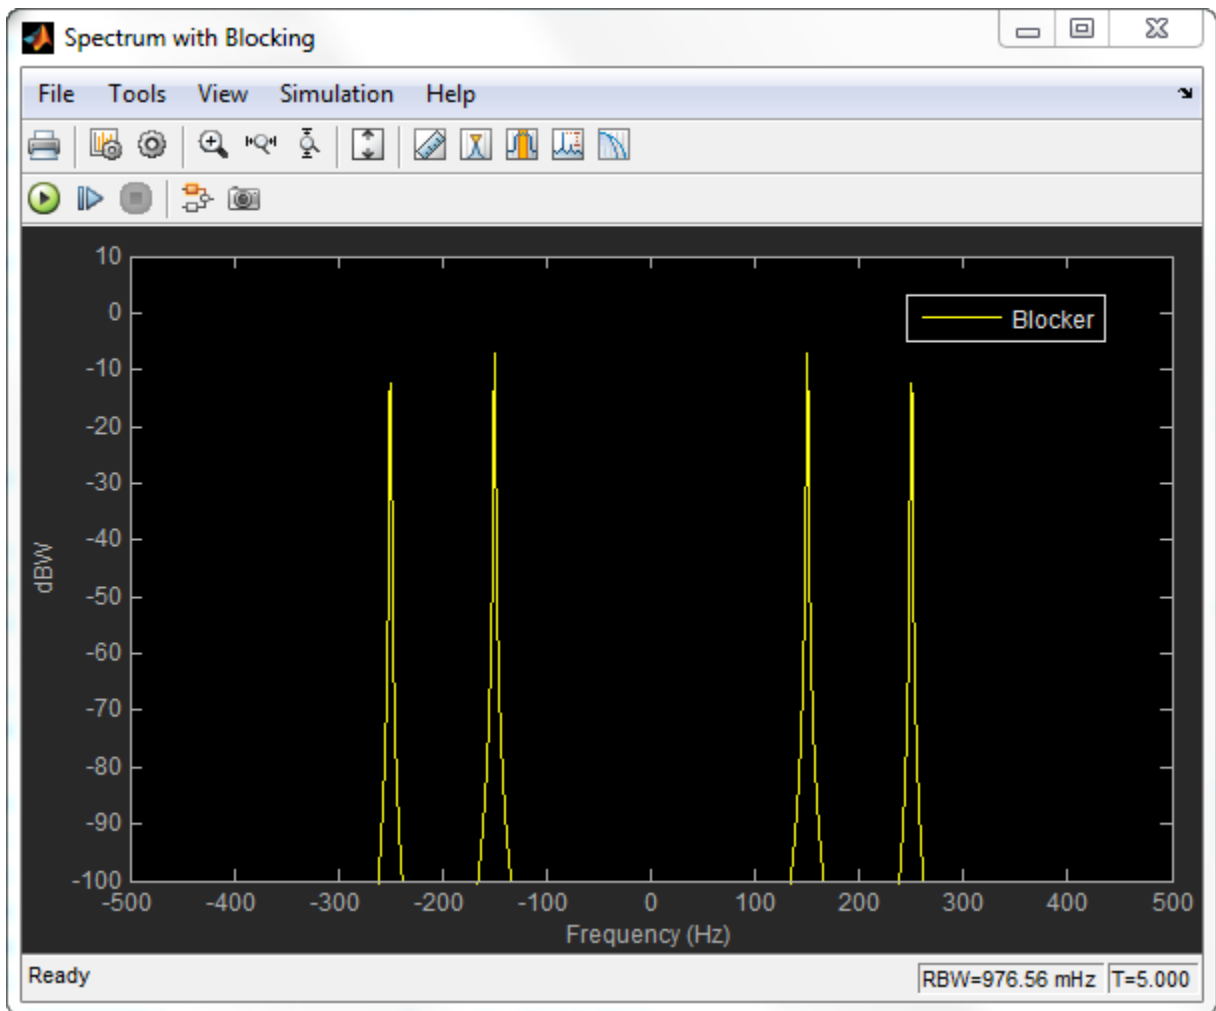 Spectrum with Blocking
File Tools View Simulation Help
10
0
-10
-20
-30
-40
-50
-60
-70
-80
-90
-100
dBW
Blocker
-500 -400 -300 -200 -100 0 100 200 300 400 500
Frequency (Hz)
Ready RBW=976.56 mHz T=5.000